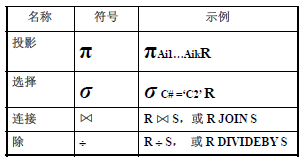 名称 符号 示例
投影 π πAi1…AikR
选择 σ σ C# =‘C2’ R
连接 ⋈ R ⋈ S，或 R JOIN S
除 ÷ R ÷ S， 或 R DIVIDEBY S